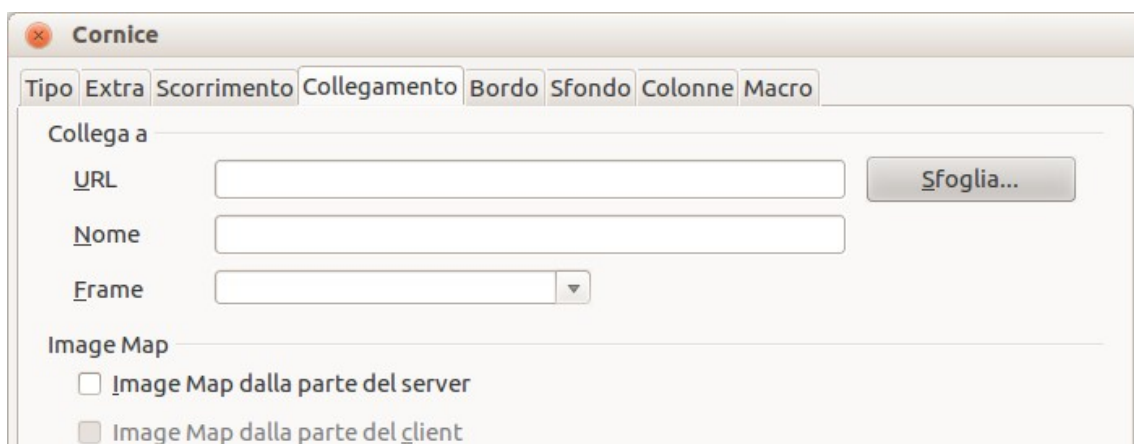 Cornice
Tipo Extra Scorrimento Collegamento Bordo Sfondo Colonne Macro
Collega a
URL Sfoglia...
Nome
Frame
Image Map
Image Map dalla parte del server
Image Map dalla parte del client